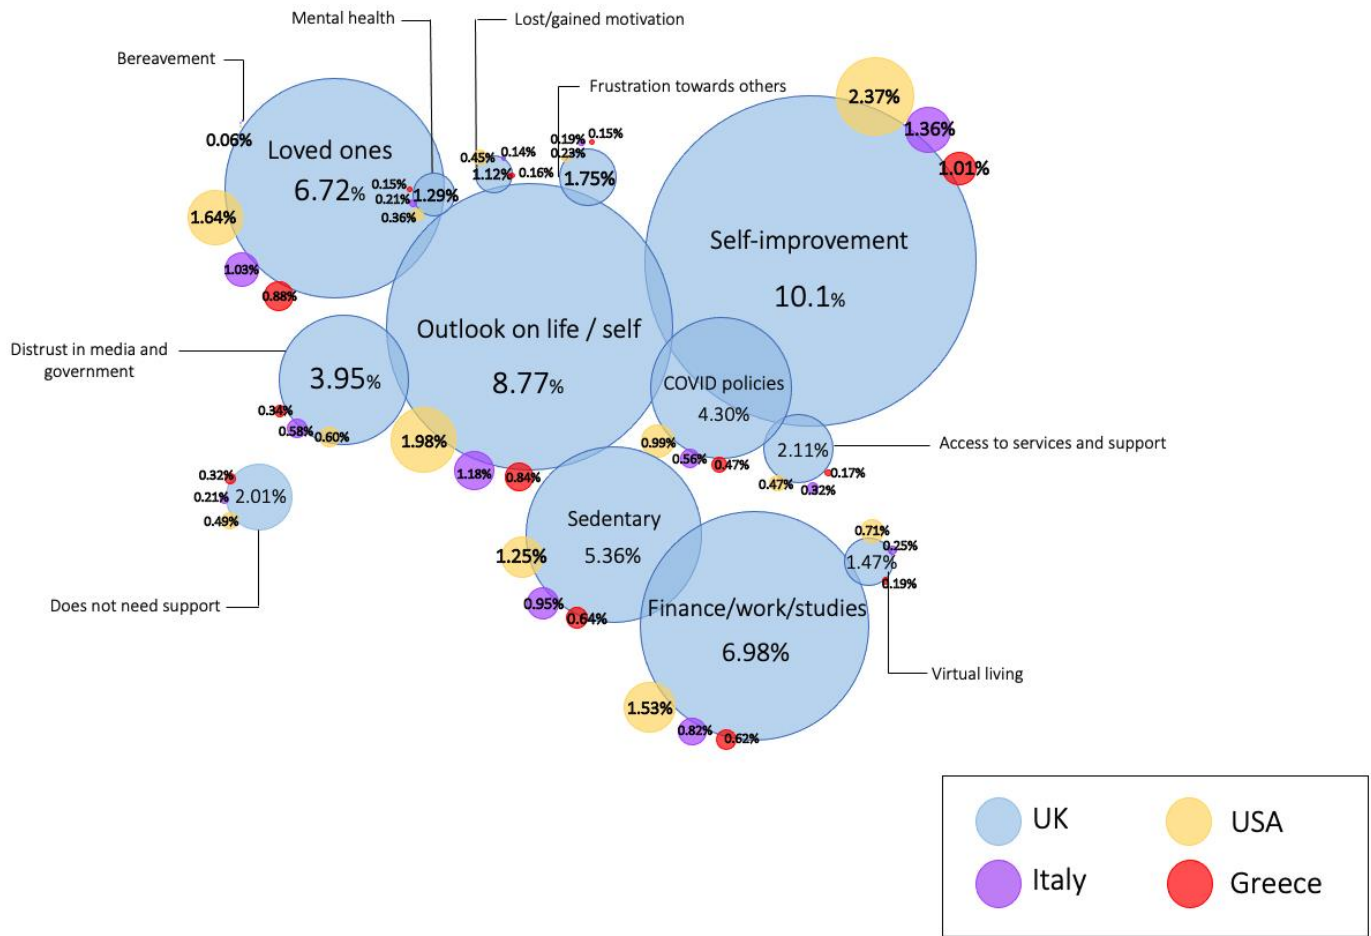 Mental health
Lost/gained motivation
Bereavement
Frustration towards others
0.06%
Loved ones
6.72%
0.15%
0.21%
0.36%
1.29%
1.64%
1.03%
0.88%
0.45%
0.14%
1.12%
0.16%
0.19%
0.15%
0.23%
1.75%
2.37%
1.36%
1.01%
Self-improvement
10.1%
Outlook on life / self
8.77%
1.98%
1.18%
0.84%
Distrust in media and
government
3.95%
0.34%
0.58%
0.60%
COVID policies
4.30%
0.99%
0.56%
0.47%
2.11%
Access to services and support
0.47%
0.32%
0.17%
0.32%
0.21%
2.01%
0.49%
Does not need support
Sedentary
5.36%
1.25%
0.95%
0.64%
Finance/work/studies
6.98%
1.53%
0.82%
0.62%
0.71%
0.25%
1.47%
0.19%
Virtual living
UK
USA
Italy
Greece